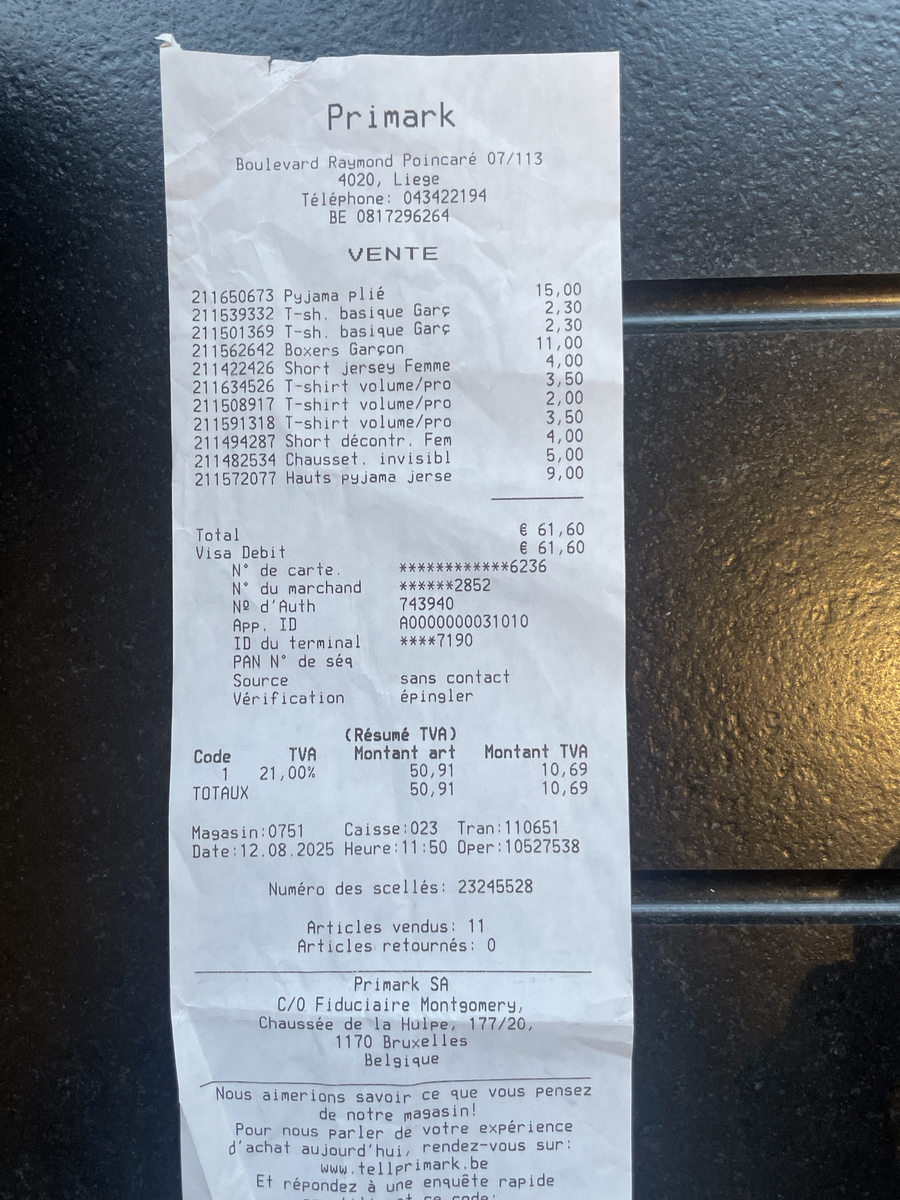 Primark
Boulevard Raymond Poincaré 07/113
4020, Liege
Téléphone: 043422194
BE 0817296264
VENTE
211650673 Pyjama plié 15,00
211539332 T-sh. basique Garç 2,30
211501369 T-sh. basique Garç 2,30
211562642 Boxers Garçon 11,00
211422426 Short jersey Femme 4,00
211634526 T-shirt volume/pro 3,50
211508917 T-shirt volume/pro 2,00
211591318 T-shirt volume/pro 3,50
211494287 Short décontr. Fem 4,00
211482534 Chausset. invisibl 5,00
211572077 Hauts pyjama jerse 9,00
Total € 61,60
Visa Debit € 61,60
N° de carte. ************6236
N° du marchand ******2852
Nº d'Auth 743940
App. ID A0000000031010
ID du terminal ****7190
PAN N° de séq
Source sans contact
Vérification épingler
(Résumé TVA)
Code TVA Montant art Montant TVA
1 21,00% 50,91 10,69
TOTAUX 50,91 10,69
Magasin:0751 Caisse:023 Tran:110651
Date:12.08.2025 Heure:11:50 Oper:10527538
Numéro des scellés: 23245528
Articles vendus: 11
Articles retournés: 0
Primark SA
C/O Fiduciaire Montgomery,
Chaussée de la Hulpe, 177/20,
1170 Bruxelles
Belgique
Nous aimerions savoir ce que vous pensez
de notre magasin!
Pour nous parler de votre expérience
d'achat aujourd'hui, rendez-vous sur:
www.tellprimark.be
Et répondez à une enquête rapide
ce code: